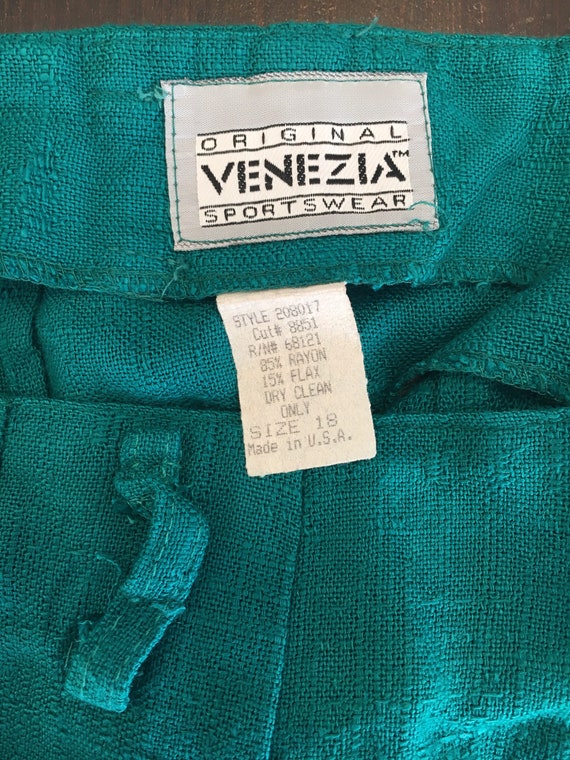 ORIGINAL
VENEZIA™
SPORTSWEAR
STYLE 208017
Cut# 8851
R/N# 68121
85% RAYON
15% FLAX
DRY CLEAN
ONLY
SIZE 18
Made in U.S.A.